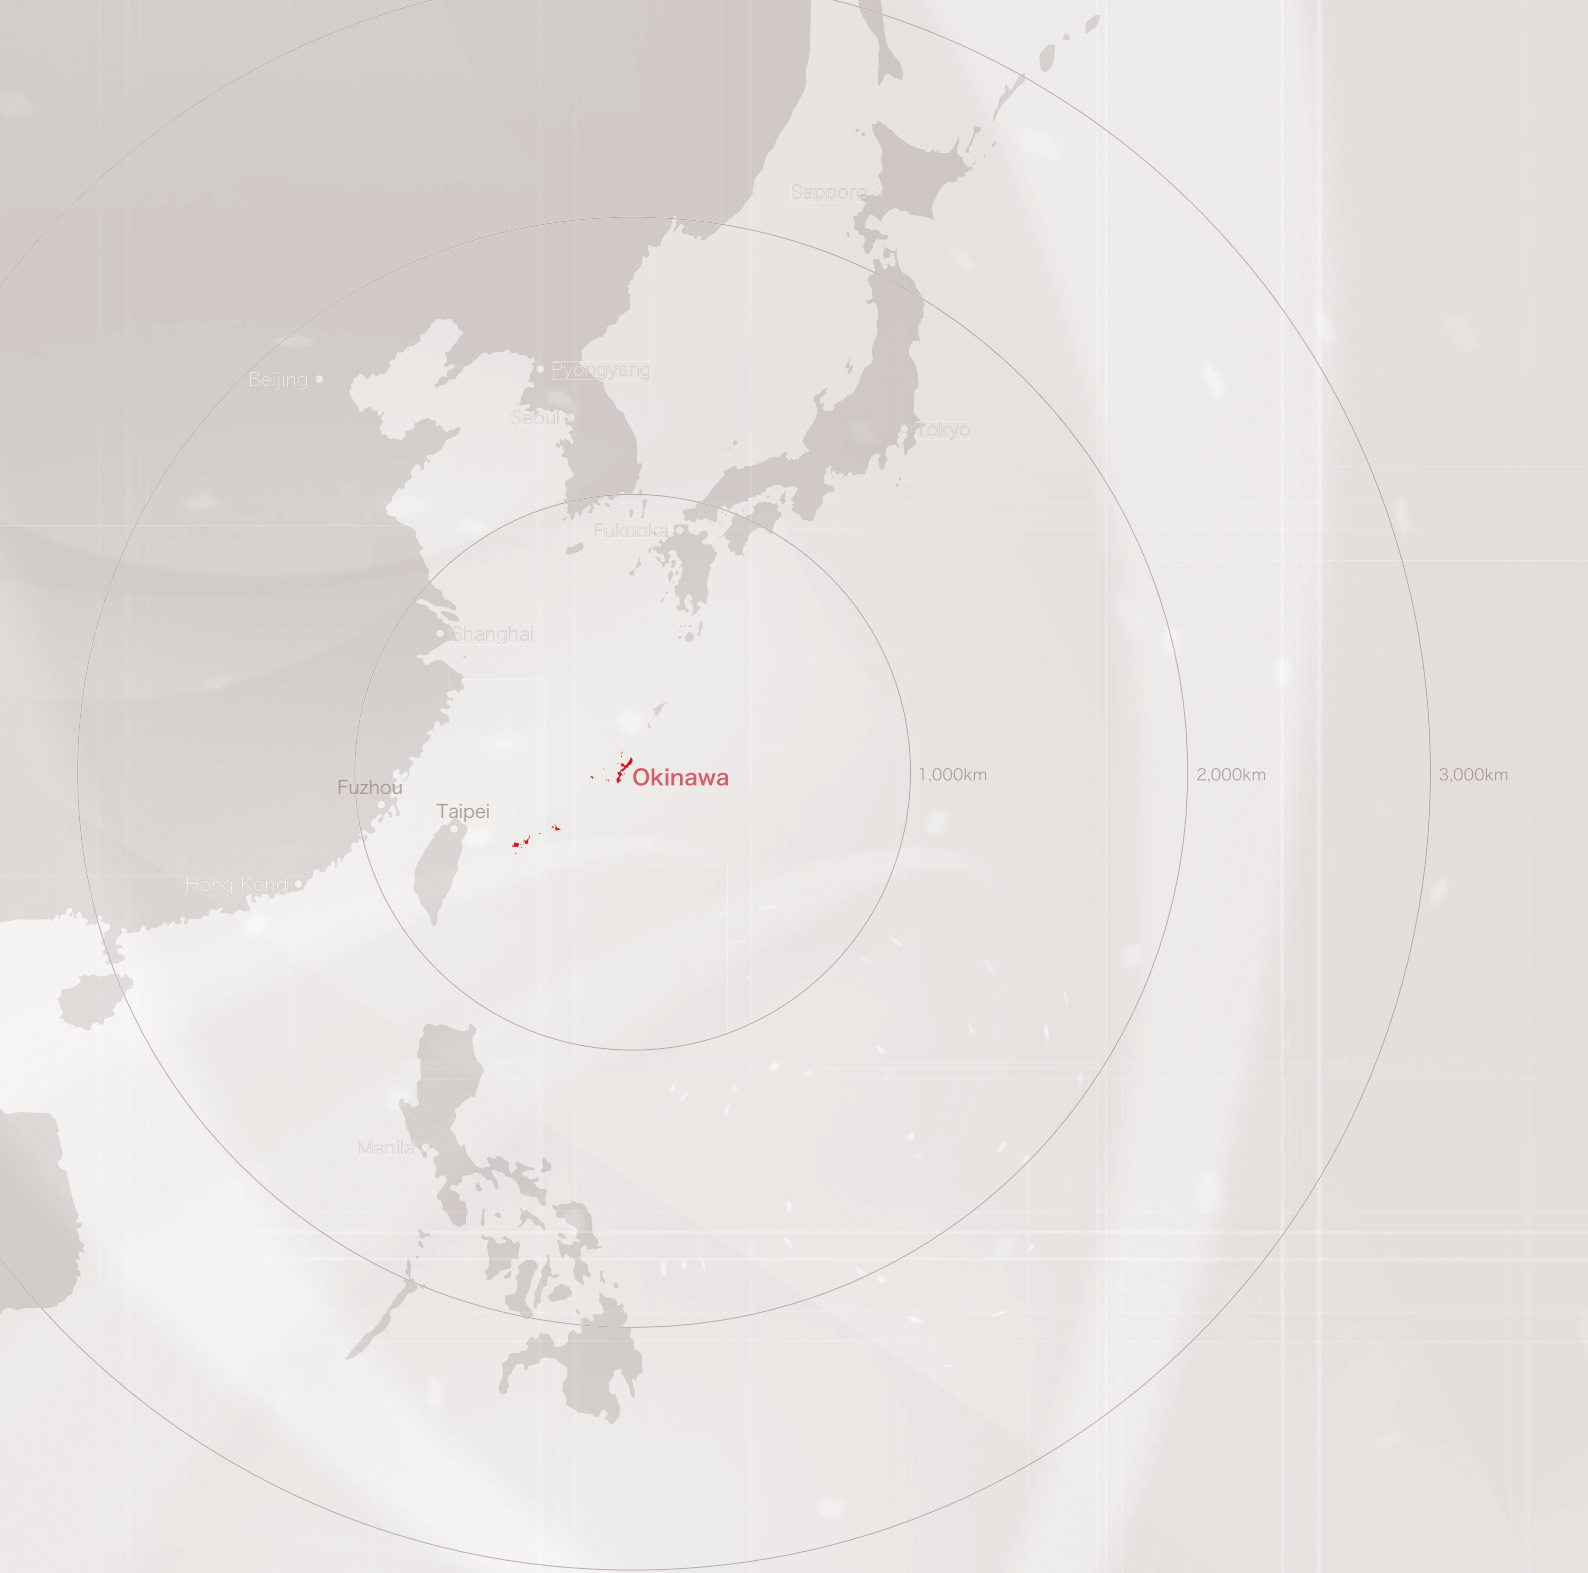 Sapporo
Pyongyang
Beijing
Seoul
Tokyo
Fukuoka
Shanghai
Okinawa
1,000km
2,000km
3,000km
Fuzhou
Taipei
Hong Kong
Manila